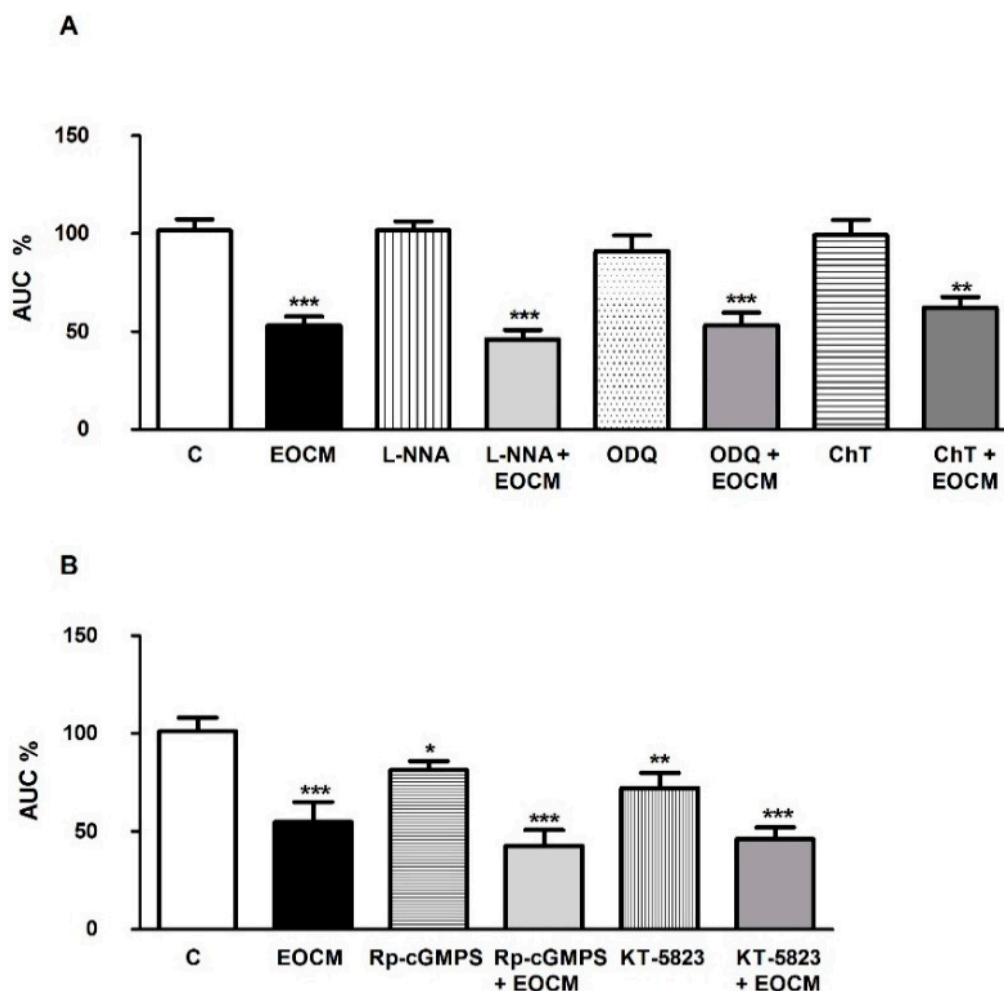 A
150
100
50
0
AUC %
***
***
***
**
C EOCM L-NNA L-NNA + ODQ ODQ + ChT ChT +
EOCM EOCM EOCM
B
150
100
50
0
AUC %
***
*
***
**
***
C EOCM Rp-cGMPS Rp-cGMPS KT-5823 KT-5823
+ EOCM + EOCM